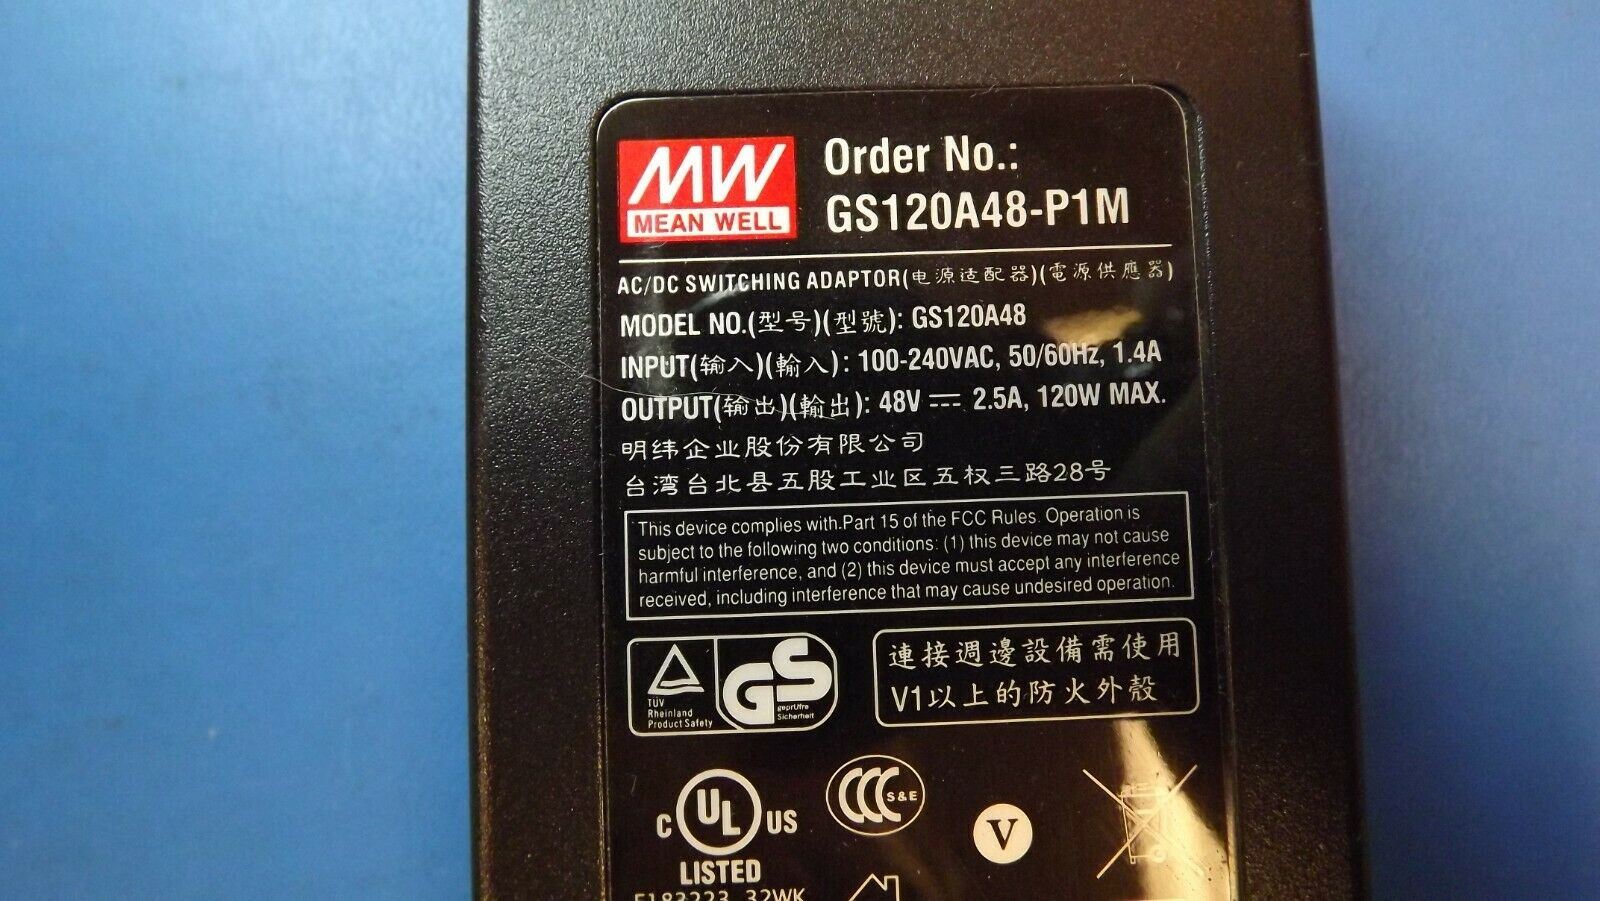 MW
MEAN WELL
Order No.:
GS120A48-P1M
AC/DC SWITCHING ADAPTOR(电源适配器)(電源供應器)
MODEL NO.(型号)(型號): GS120A48
INPUT(输入)(輸入): 100-240VAC, 50/60Hz, 1.4A
OUTPUT(输出)(輸出): 48V ⎓ 2.5A, 120W MAX.
明纬企业股份有限公司
台湾台北县五股工业区五权三路28号
This device complies with Part 15 of the FCC Rules. Operation is
subject to the following two conditions: (1) this device may not cause
harmful interference, and (2) this device must accept any interference
received, including interference that may cause undesired operation.
TÜV
Rheinland
Product Safety
GS
geprüfte
Sicherheit
連接週邊設備需使用
V1以上的防火外殼
C UL US
LISTED
E183223 32WK
CCC S&E
V